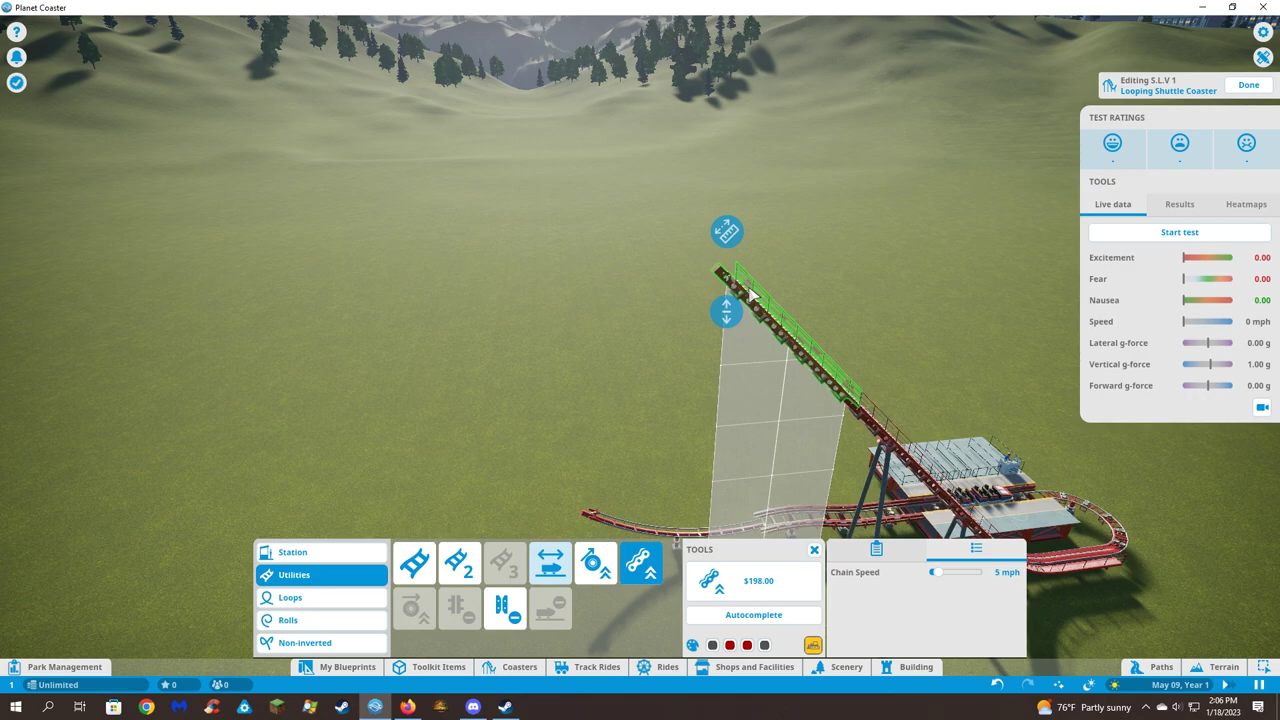 Planet Coaster
Editing S.L.V 1
Looping Shuttle Coaster
Done
TEST RATINGS
- - -
TOOLS
Live data Results Heatmaps
Start test
Excitement 0.00
Fear 0.00
Nausea 0.00
Speed 0 mph
Lateral g-force 0.00 g
Vertical g-force 1.00 g
Forward g-force 0.00 g
Station
Utilities
Loops
Rolls
Non-inverted
2
3
TOOLS
$198.00
Autocomplete
Chain Speed 5 mph
Park Management My Blueprints Toolkit Items Coasters Track Rides Rides Shops and Facilities Scenery Building Paths Terrain
1 Unlimited 0 0 May 09, Year 1
76°F Partly sunny
2:06 PM
1/18/2023